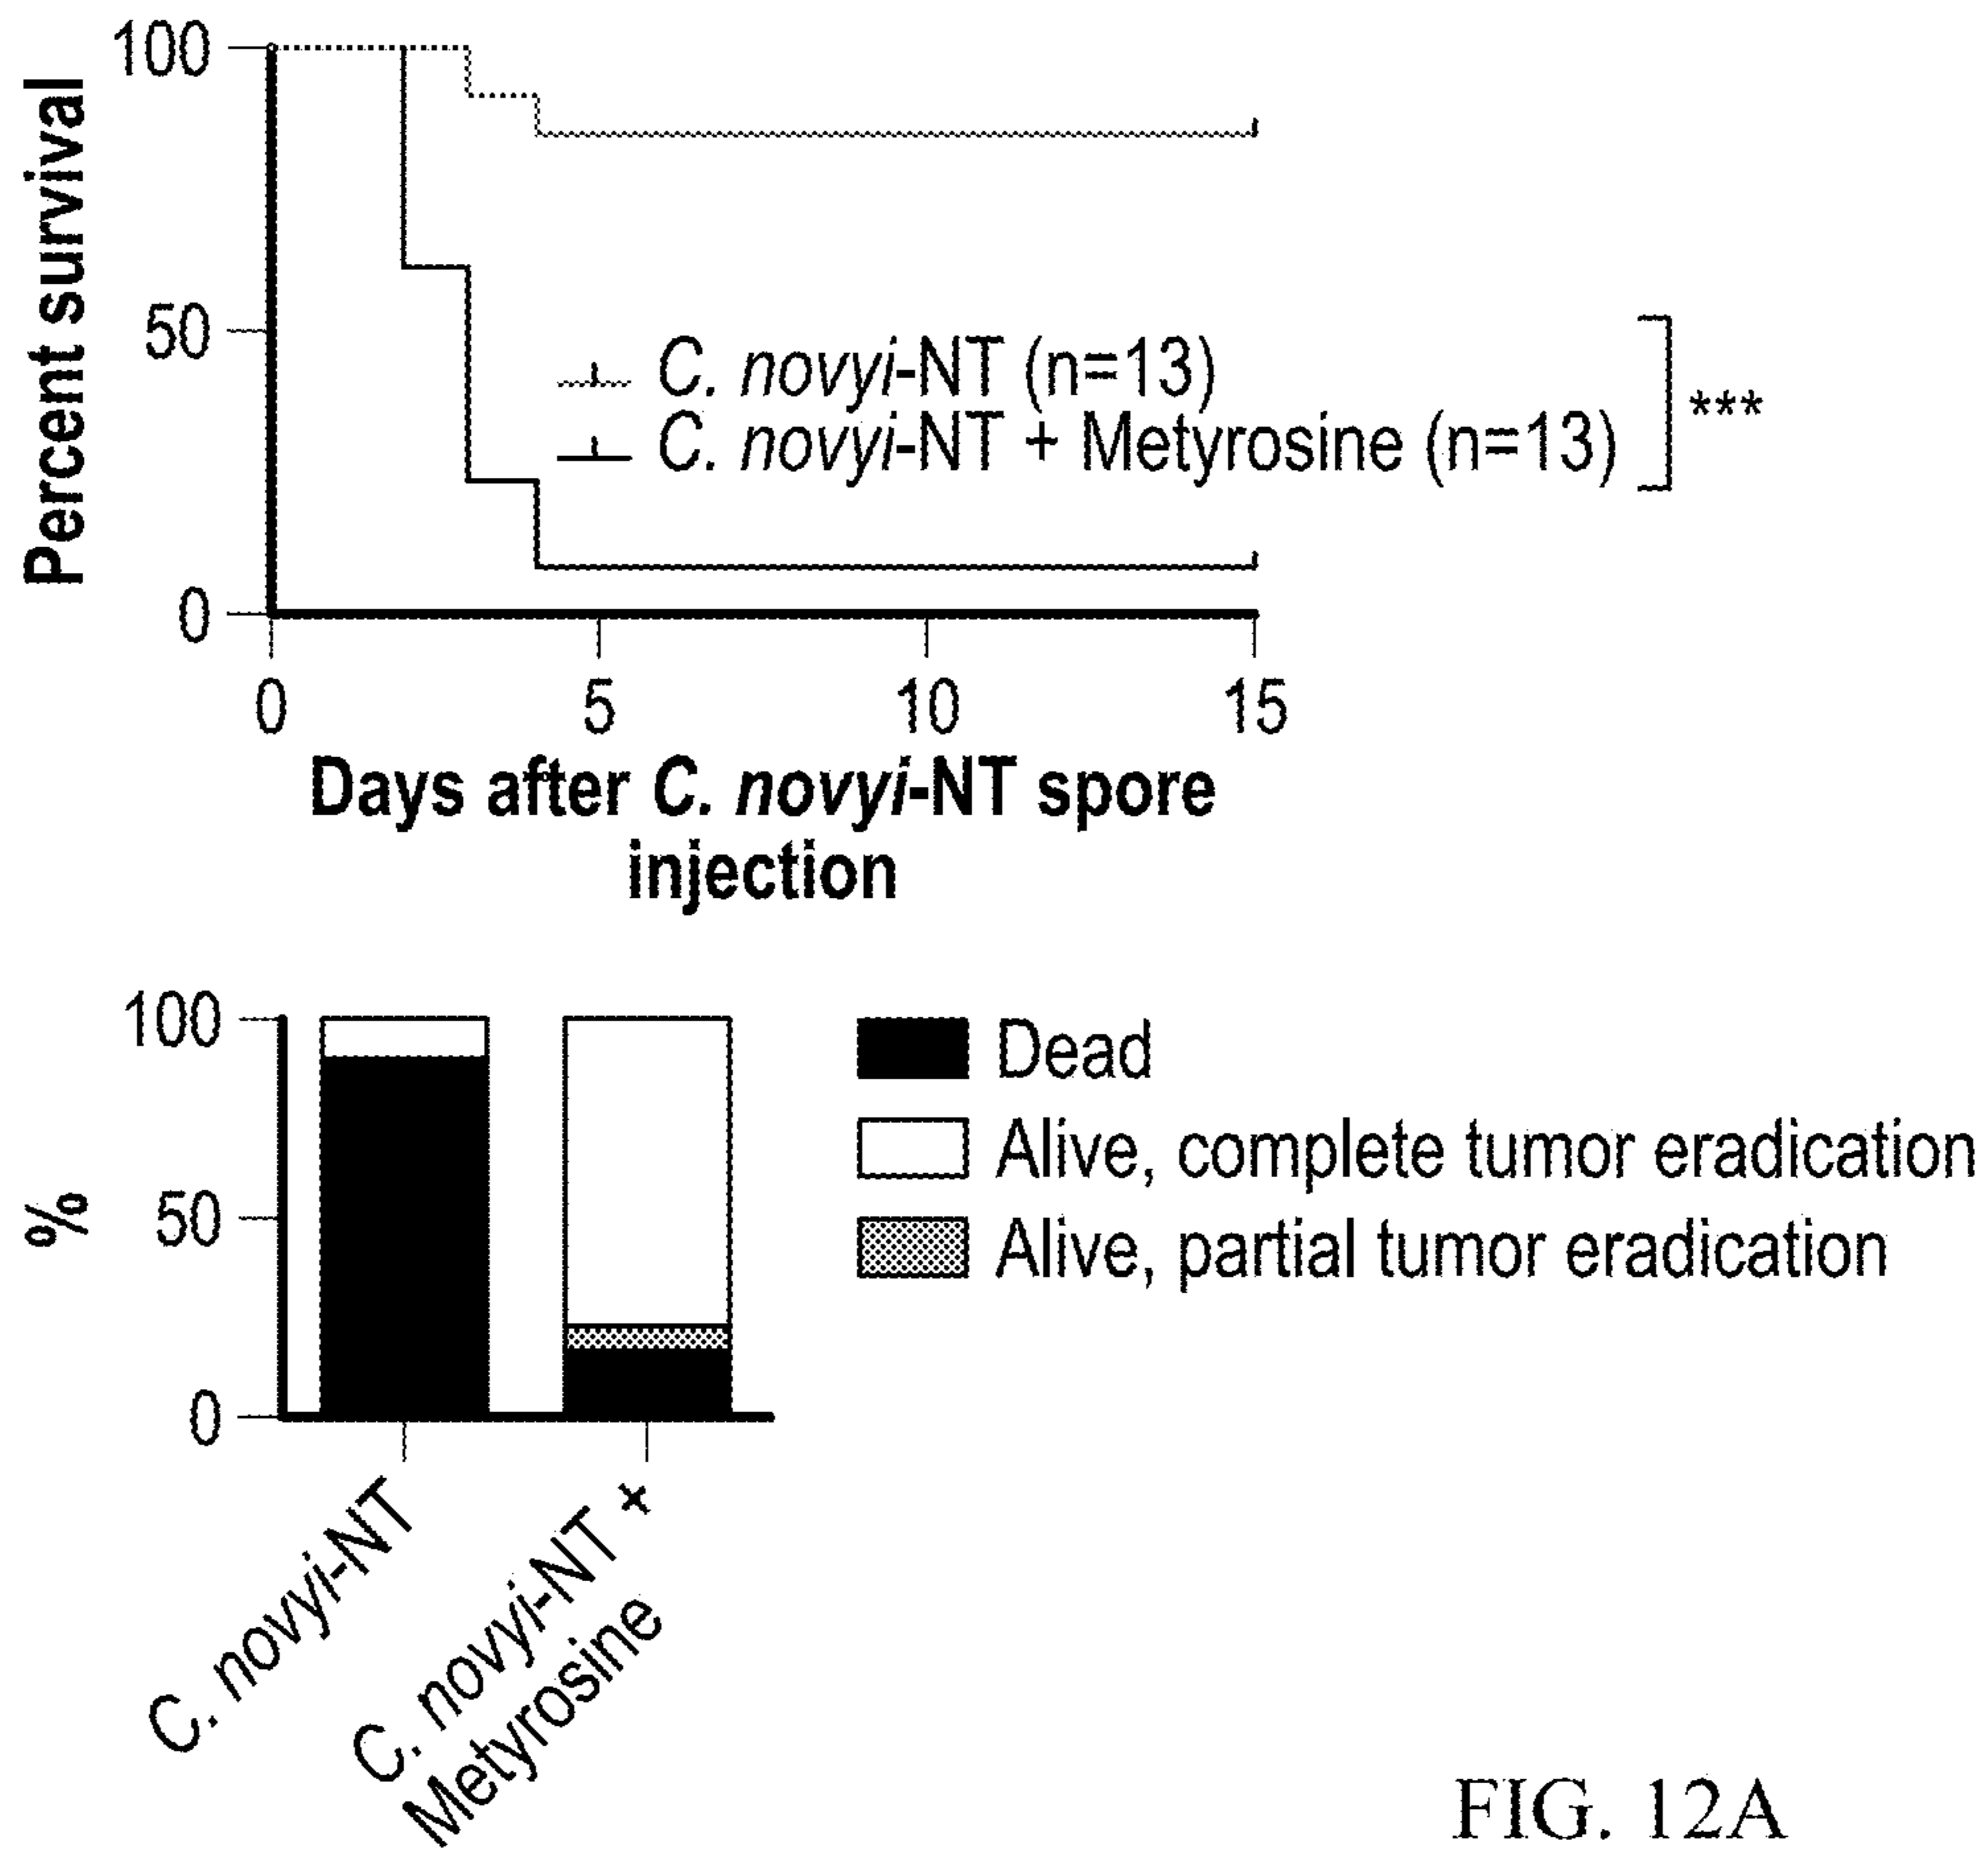 Percent survival
100
50
0
C. novyi-NT (n=13)
C. novyi-NT + Metyrosine (n=13)
***
0 5 10 15
Days after C. novyi-NT spore
injection
%
100
50
0
Dead
Alive, complete tumor eradication
Alive, partial tumor eradication
C. novyi-NT
C. novyi-NT +
Metyrosine
FIG. 12A